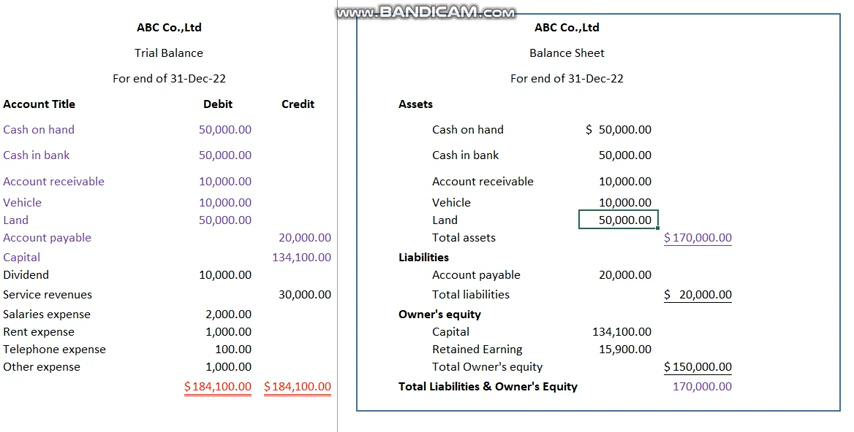 www.BANDICAM.com
ABC Co.,Ltd
Trial Balance
For end of 31-Dec-22
Account Title Debit Credit
Cash on hand 50,000.00
Cash in bank 50,000.00
Account receivable 10,000.00
Vehicle 10,000.00
Land 50,000.00
Account payable 20,000.00
Capital 134,100.00
Dividend 10,000.00
Service revenues 30,000.00
Salaries expense 2,000.00
Rent expense 1,000.00
Telephone expense 100.00
Other expense 1,000.00
$184,100.00 $184,100.00
ABC Co.,Ltd
Balance Sheet
For end of 31-Dec-22
Assets
Cash on hand $ 50,000.00
Cash in bank 50,000.00
Account receivable 10,000.00
Vehicle 10,000.00
Land 50,000.00
Total assets $170,000.00
Liabilities
Account payable 20,000.00
Total liabilities $ 20,000.00
Owner's equity
Capital 134,100.00
Retained Earning 15,900.00
Total Owner's equity $150,000.00
Total Liabilities & Owner's Equity 170,000.00